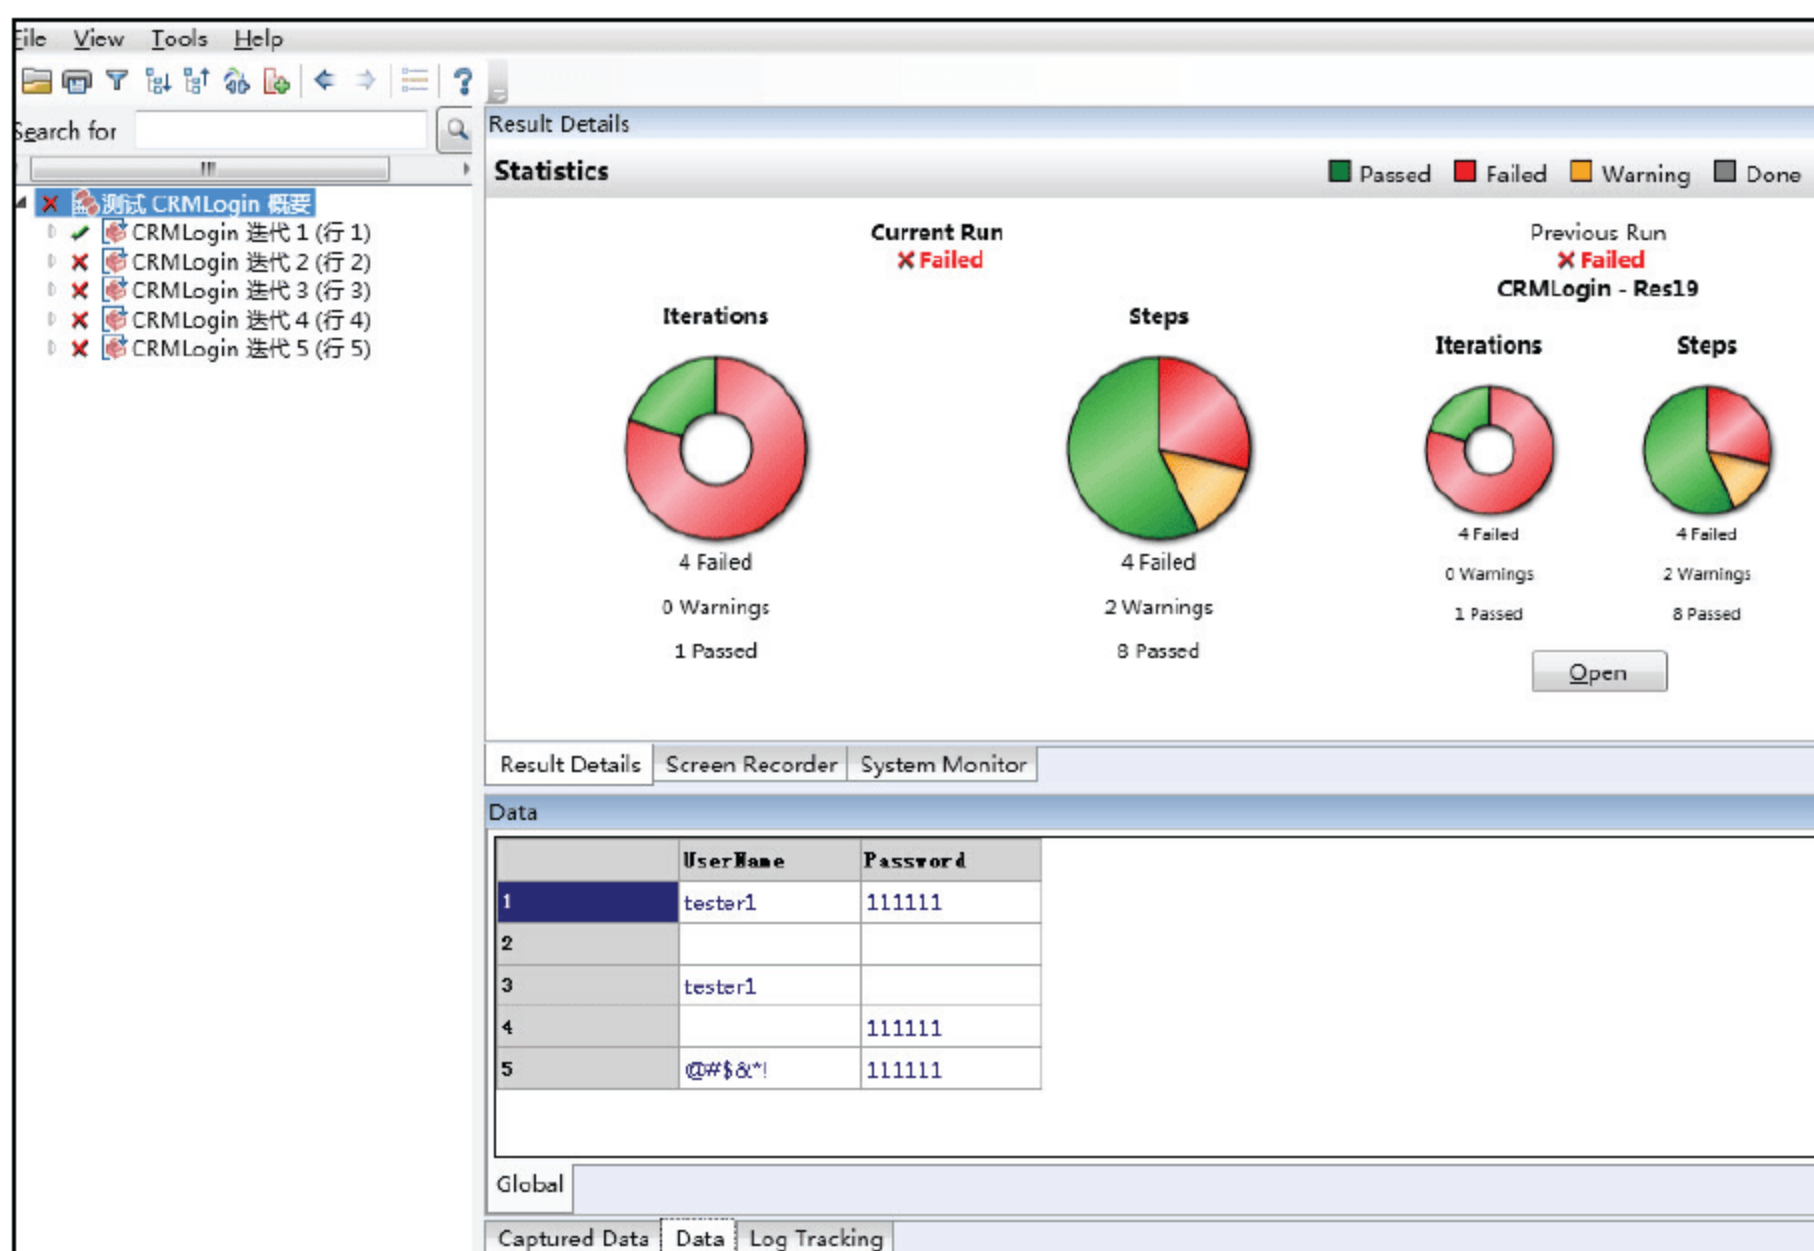 File View Tools Help
Search for
测试 CRMLogin 概要
CRMLogin 迭代 1 (行 1)
CRMLogin 迭代 2 (行 2)
CRMLogin 迭代 3 (行 3)
CRMLogin 迭代 4 (行 4)
CRMLogin 迭代 5 (行 5)
Result Details
Statistics
Passed Failed Warning Done
Current Run
Failed
Iterations
4 Failed
0 Warnings
1 Passed
Steps
4 Failed
2 Warnings
8 Passed
Previous Run
Failed
CRMLogin - Res19
Iterations
4 Failed
0 Warnings
1 Passed
Steps
4 Failed
2 Warnings
8 Passed
Open
Result Details Screen Recorder System Monitor
Data
UserName Password
1 tester1 111111
2
3 tester1
4 111111
5 @#$&*! 111111
Global
Captured Data Data Log Tracking